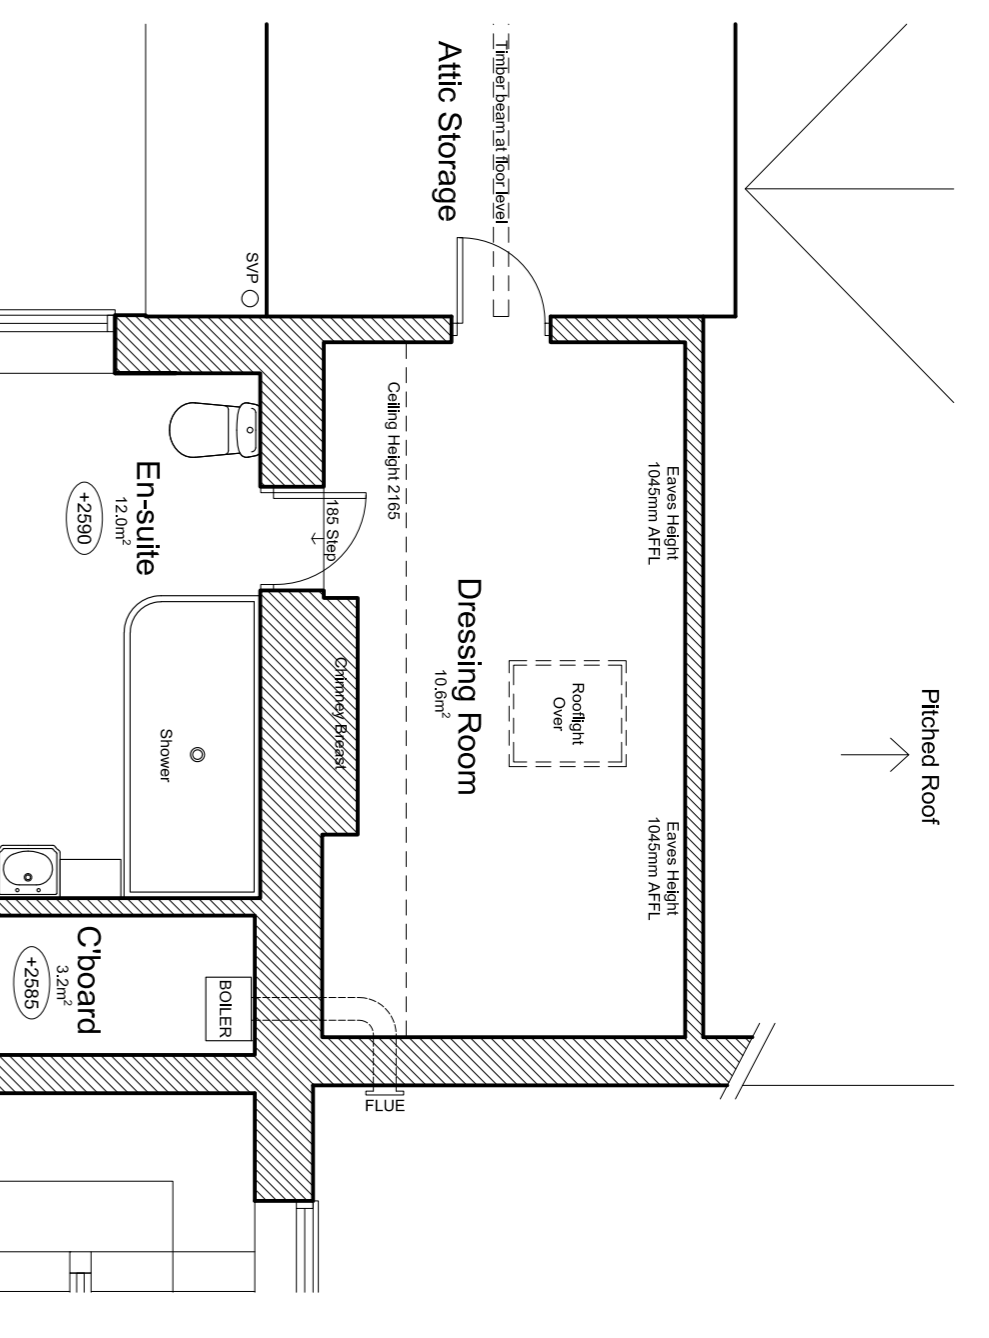 Pitched Roof
Eaves Height
1045mm AFFL
Eaves Height
1045mm AFFL
Rooflight
Over
Timber beam at floor level
Attic Storage
Dressing Room
10.6m²
Ceiling Height 2165
FLUE
185 Step
Chimney Breast
SVP
BOILER
En-suite
12.0m²
+2590
Shower
C'board
3.2m²
+2585